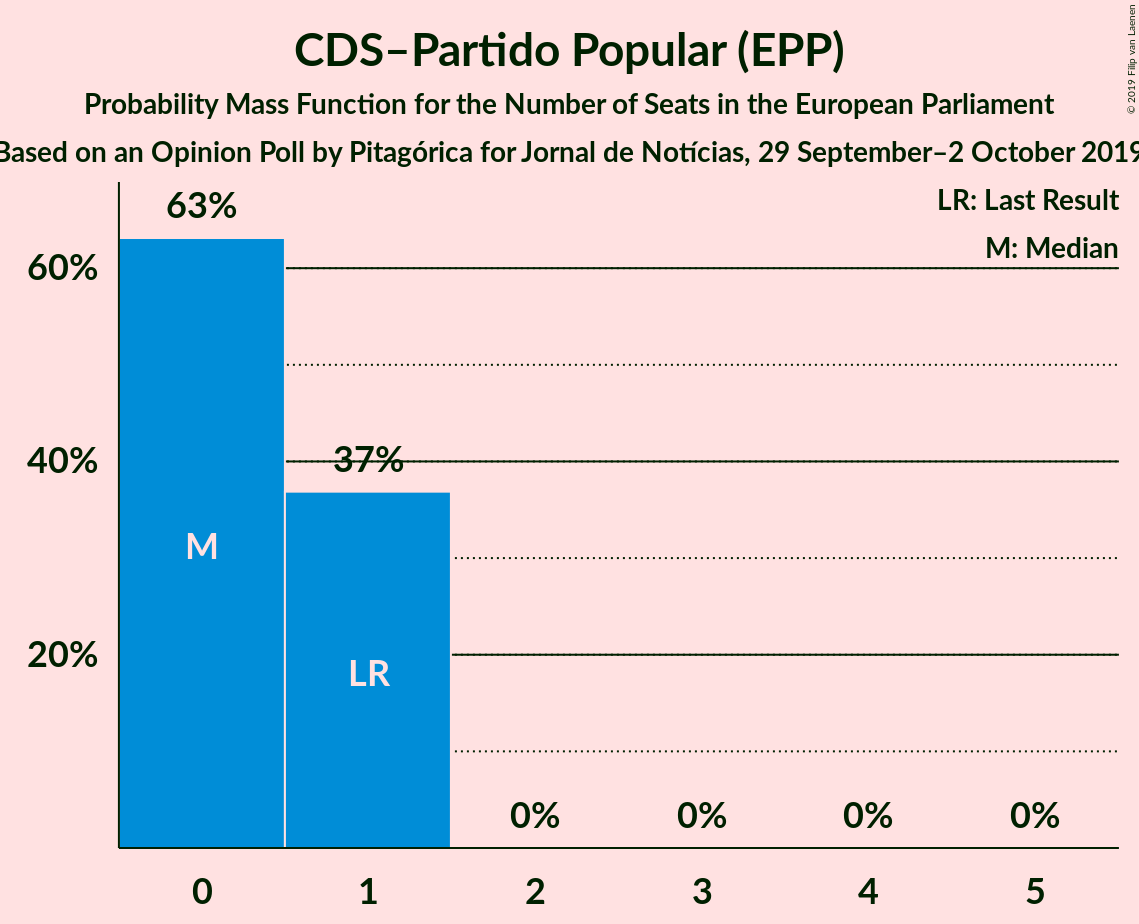 CDS–Partido Popular (EPP)
Probability Mass Function for the Number of Seats in the European Parliament
Based on an Opinion Poll by Pitagórica for Jornal de Notícias, 29 September–2 October 2019
© 2019 Filip van Laenen
LR: Last Result
M: Median
63%
60%
37%
40%
M
LR
20%
0% 0% 0% 0%
0 1 2 3 4 5